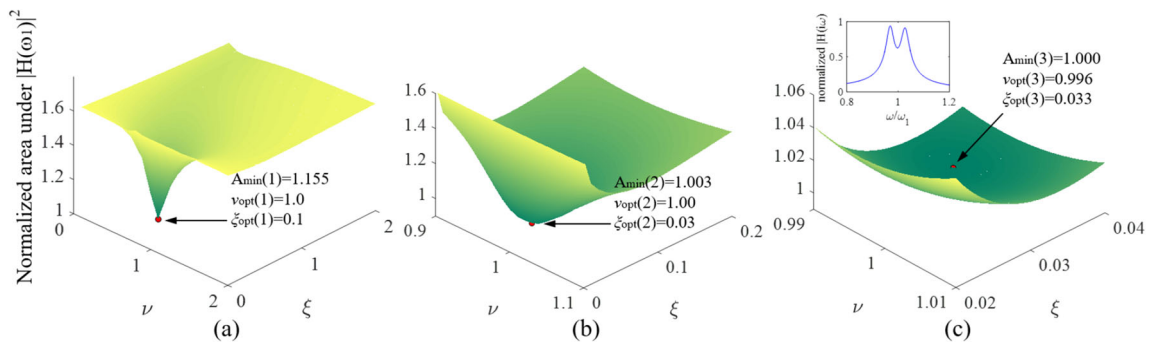 Normalized area under |H(ω1)|²
1.6
1.4
1.2
1
0
1
2
ν
0
1
2
ξ
Amin(1)=1.155
νopt(1)=1.0
ξopt(1)=0.1
(a)
1.6
1.4
1.2
1
0.9
1
1.1
ν
0
0.1
0.2
ξ
Amin(2)=1.003
νopt(2)=1.00
ξopt(2)=0.03
(b)
normalized |H(iω)
1
0.5
0
0.8
1
1.2
ω/ω1
Amin(3)=1.000
νopt(3)=0.996
ξopt(3)=0.033
1.06
1.04
1.02
1
0.99
1
1.01
ν
0.02
0.03
0.04
ξ
(c)